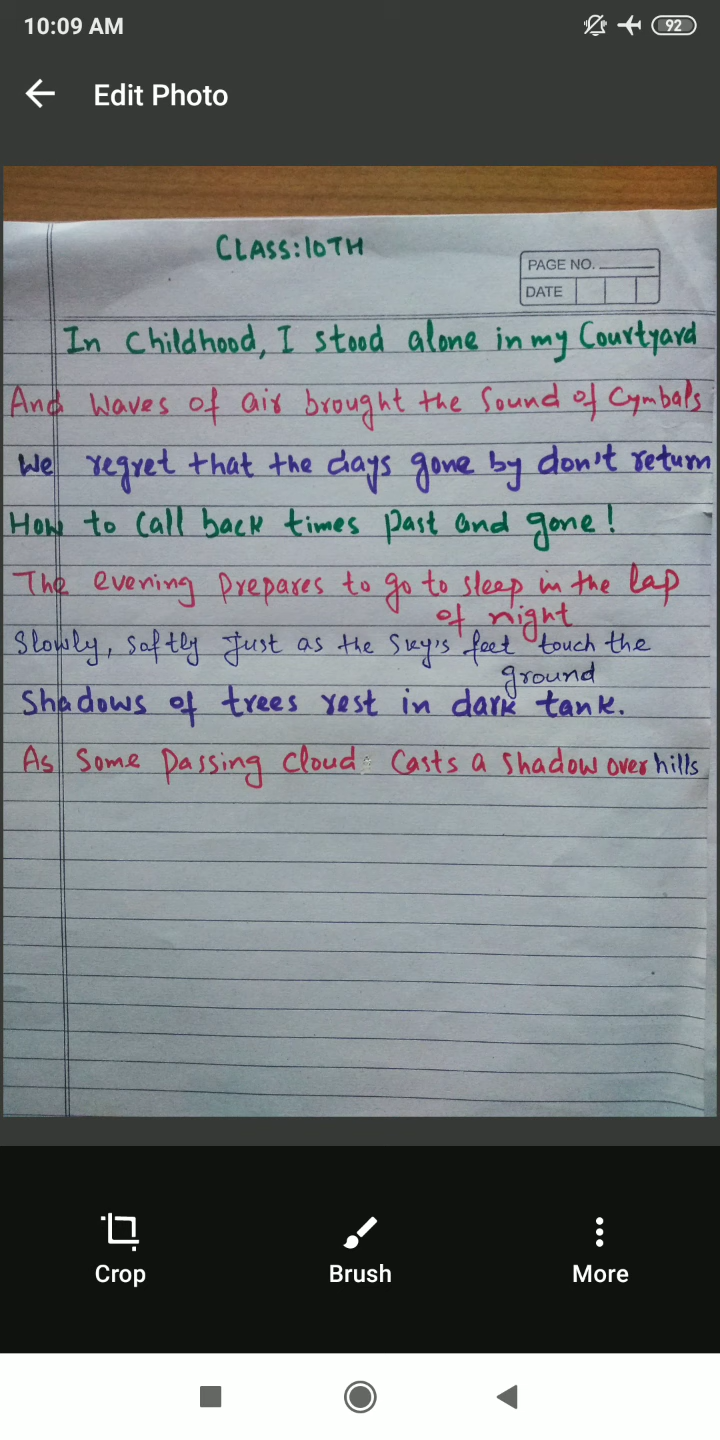 10:09 AM
92
Edit Photo
CLASS:10TH
PAGE NO.
DATE
In Childhood, I stood alone in my Courtyard
And Waves of air brought the Sound of Cymbals
We regret that the days gone by don't return
How to Call back times past and gone!
The evening prepares to go to sleep in the lap
of night
Slowly, Softly Just as the Sky's feet touch the
ground
Shadows of trees rest in dark tank.
As Some passing Cloud Casts a Shadow over hills
Crop
Brush
More